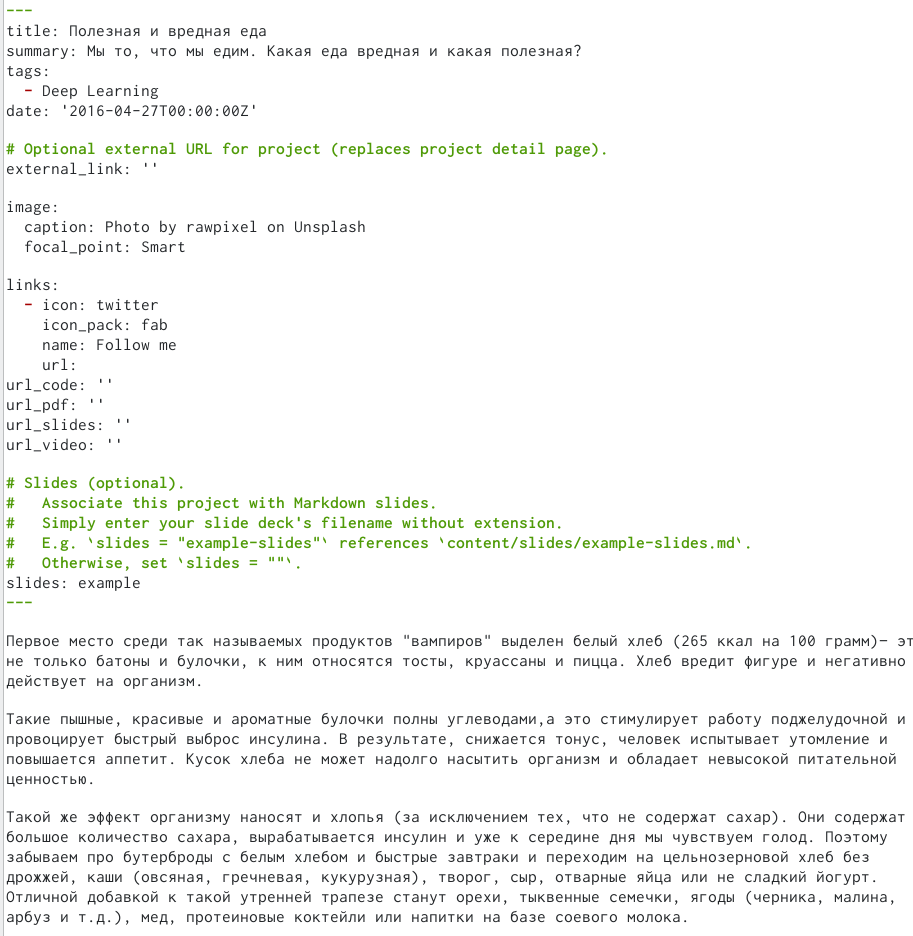 ---
title: Полезная и вредная еда
summary: Мы то, что мы едим. Какая еда вредная и какая полезная?
tags:
  - Deep Learning
date: '2016-04-27T00:00:00Z'
# Optional external URL for project (replaces project detail page).
external_link: ''
image:
  caption: Photo by rawpixel on Unsplash
  focal_point: Smart
links:
  - icon: twitter
    icon_pack: fab
    name: Follow me
    url:
url_code: ''
url_pdf: ''
url_slides: ''
url_video: ''
# Slides (optional).
#   Associate this project with Markdown slides.
#   Simply enter your slide deck's filename without extension.
#   E.g. `slides = "example-slides"` references `content/slides/example-slides.md`.
#   Otherwise, set `slides = ""`.
slides: example
---
Первое место среди так называемых продуктов "вампиров" выделен белый хлеб (265 ккал на 100 грамм)- эт
не только батоны и булочки, к ним относятся тосты, круассаны и пицца. Хлеб вредит фигуре и негативно
действует на организм.
Такие пышные, красивые и ароматные булочки полны углеводами,а это стимулирует работу поджелудочной и
провоцирует быстрый выброс инсулина. В результате, снижается тонус, человек испытывает утомление и
повышается аппетит. Кусок хлеба не может надолго насытить организм и обладает невысокой питательной
ценностью.
Такой же эффект организму наносят и хлопья (за исключением тех, что не содержат сахар). Они содержат
большое количество сахара, вырабатывается инсулин и уже к середине дня мы чувствуем голод. Поэтому
забываем про бутерброды с белым хлебом и быстрые завтраки и переходим на цельнозерновой хлеб без
дрожжей, каши (овсяная, гречневая, кукурузная), творог, сыр, отварные яйца или не сладкий йогурт.
Отличной добавкой к такой утренней трапезе станут орехи, тыквенные семечки, ягоды (черника, малина,
арбуз и т.д.), мед, протеиновые коктейли или напитки на базе соевого молока.